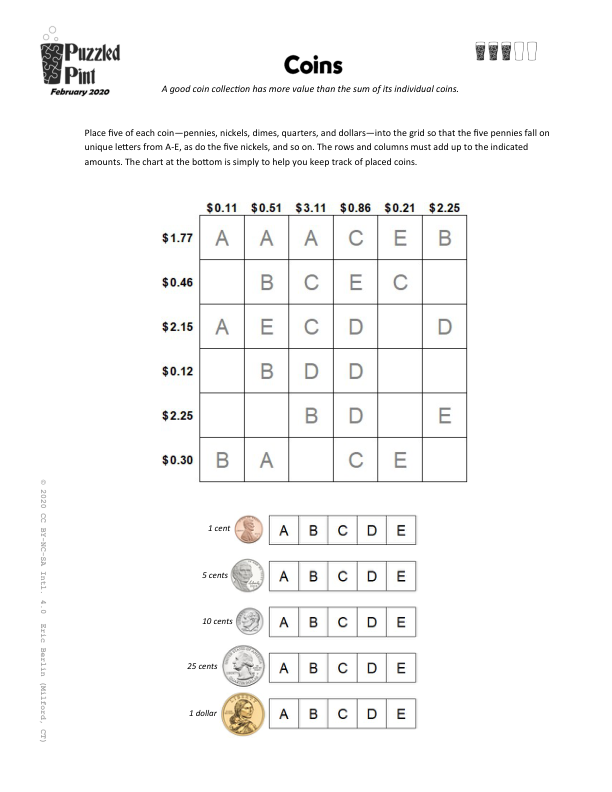 Puzzled
Pint
February 2020
Coins
A good coin collection has more value than the sum of its individual coins.
Place five of each coin—pennies, nickels, dimes, quarters, and dollars—into the grid so that the five pennies fall on
unique letters from A-E, as do the five nickels, and so on. The rows and columns must add up to the indicated
amounts. The chart at the bottom is simply to help you keep track of placed coins.
$0.11 $0.51 $3.11 $0.86 $0.21 $2.25
$1.77 A A A C E B
$0.46 B C E C
$2.15 A E C D D
$0.12 B D D
$2.25 B D E
$0.30 B A C E
1 cent A B C D E
5 cents A B C D E
10 cents A B C D E
25 cents A B C D E
1 dollar A B C D E
© 2020 CC BY-NC-SA Intl. 4.0 Eric Berlin (Milford, CT)